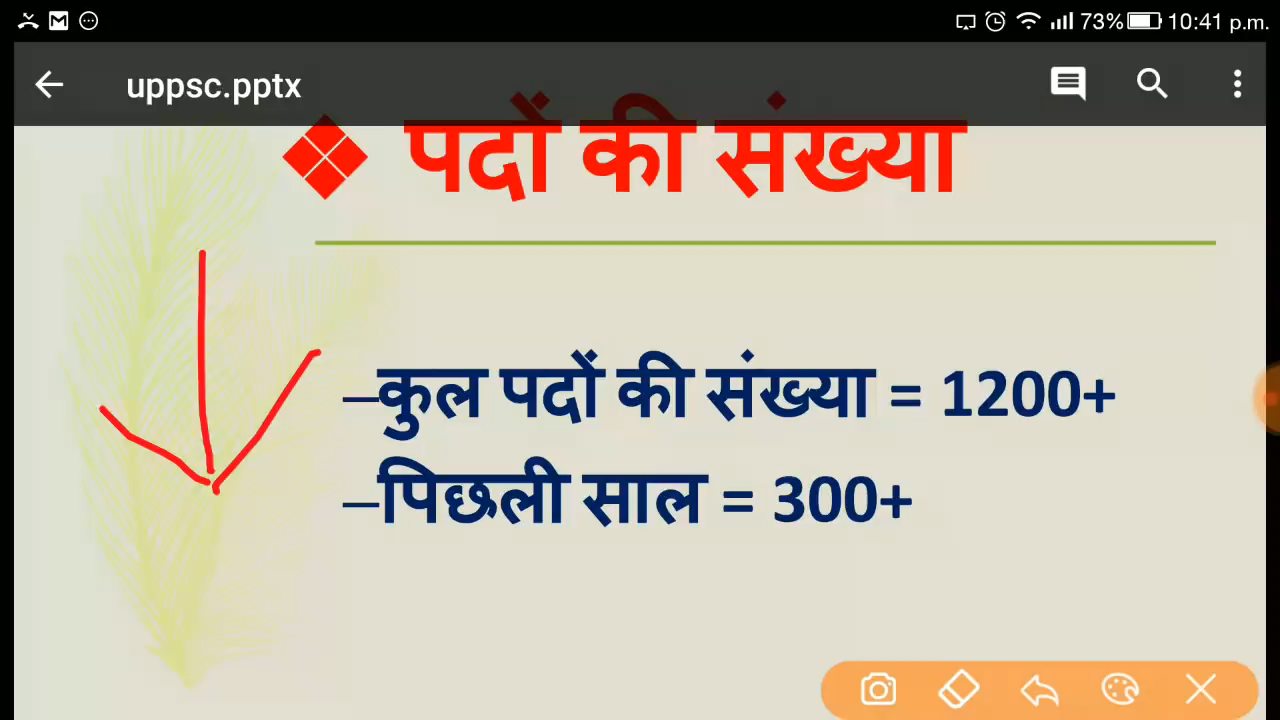 73% 10:41 p.m.
uppsc.pptx
❖ पदों की संख्या
–कुल पदों की संख्या = 1200+
–पिछली साल = 300+